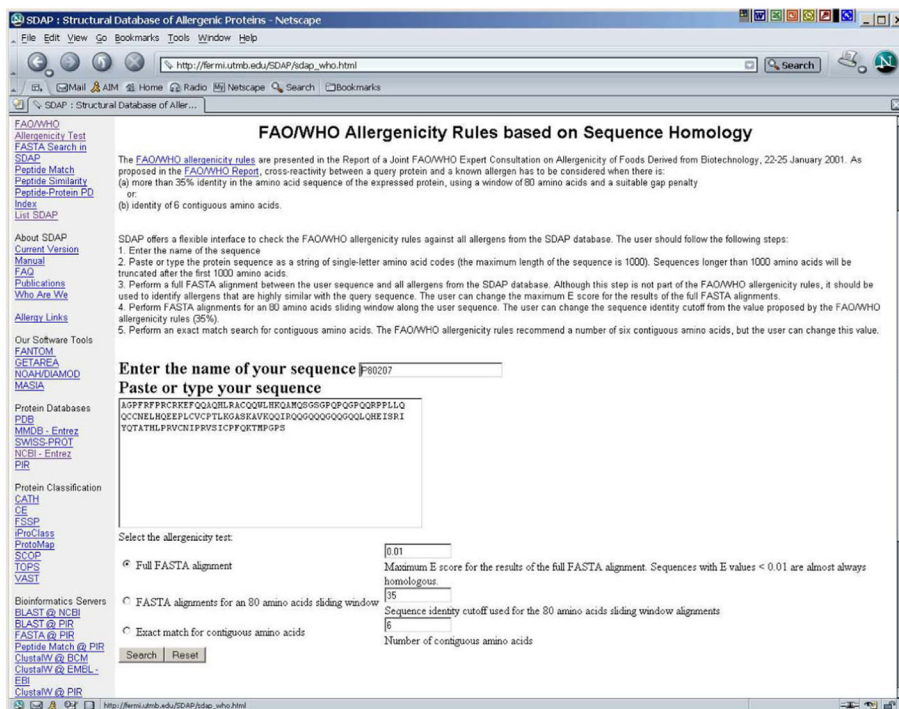 SDAP : Structural Database of Allergenic Proteins - Netscape
File Edit View Go Bookmarks Tools Window Help
http://fermi.utmb.edu/SDAP/sdap_who.html
Search
Mail AIM Home Radio My Netscape Search Bookmarks
SDAP : Structural Database of Aller...
FAO/WHO
Allergenicity Test
FASTA Search in
SDAP
Peptide Match
Peptide Similarity
Peptide-Protein PD
Index
List SDAP
About SDAP
Current Version
Manual
FAQ
Publications
Who Are We
Allergy Links
Our Software Tools
FANTOM
GETAREA
NOAH/DIAMOD
MASIA
Protein Databases
PDB
MMDB - Entrez
SWISS-PROT
NCBI - Entrez
PIR
Protein Classification
CATH
CE
FSSP
iProClass
ProtoMap
SCOP
TOPS
VAST
Bioinformatics Servers
BLAST @ NCBI
BLAST @ PIR
FASTA @ PIR
Peptide Match @ PIR
ClustalW @ BCM
ClustalW @ EMBL -
EBI
ClustalW @ PIR
FAO/WHO Allergenicity Rules based on Sequence Homology
The FAO/WHO allergenicity rules are presented in the Report of a Joint FAO/WHO Expert Consultation on Allergenicity of Foods Derived from Biotechnology, 22-25 January 2001. As
proposed in the FAO/WHO Report, cross-reactivity between a query protein and a known allergen has to be considered when there is:
(a) more than 35% identity in the amino acid sequence of the expressed protein, using a window of 80 amino acids and a suitable gap penalty
or:
(b) identity of 6 contiguous amino acids.
SDAP offers a flexible interface to check the FAO/WHO allergenicity rules against all allergens from the SDAP database. The user should follow the following steps:
1. Enter the name of the sequence
2. Paste or type the protein sequence as a string of single-letter amino acid codes (the maximum length of the sequence is 1000). Sequences longer than 1000 amino acids will be
truncated after the first 1000 amino acids.
3. Perform a full FASTA alignment between the user sequence and all allergens from the SDAP database. Although this step is not part of the FAO/WHO allergenicity rules, it should be
used to identify allergens that are highly similar with the query sequence. The user can change the maximum E score for the results of the full FASTA alignments.
4. Perform FASTA alignments for an 80 amino acids sliding window along the user sequence. The user can change the sequence identity cutoff from the value proposed by the FAO/WHO
allergenicity rules (35%).
5. Perform an exact match search for contiguous amino acids. The FAO/WHO allergenicity rules recommend a number of six contiguous amino acids, but the user can change this value.
Enter the name of your sequence P80207
Paste or type your sequence
AGPFRFPRCRKEFQQAQHLRACQQWLHKQAMQSGSGPQPQGPQQRPPLLQ
QCCNELHQEEPLCVCPTLKGASKAVKQQIRQQGQQQGQQGQQLQHEISRI
YQTATHLPRVCNIPRVSICPFQKTMPGPS
Select the allergenicity test:
0.01
Full FASTA alignment
Maximum E score for the results of the full FASTA alignment. Sequences with E values < 0.01 are almost always
homologous.
35
FASTA alignments for an 80 amino acids sliding window
Sequence identity cutoff used for the 80 amino acids sliding window alignments
6
Exact match for contiguous amino acids
Number of contiguous amino acids
Search Reset
http://fermi.utmb.edu/SDAP/sdap_who.html